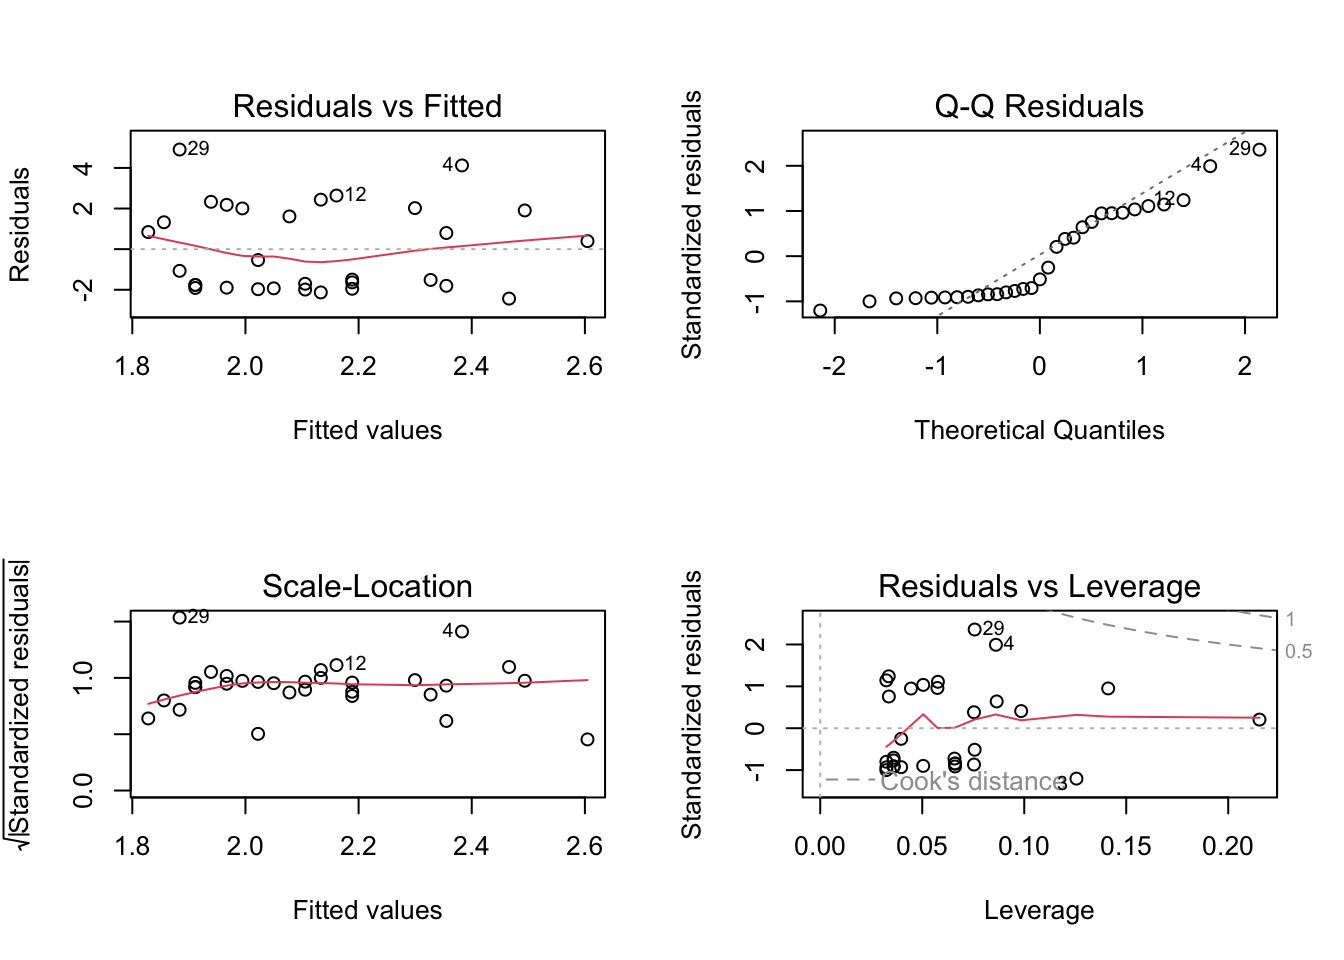 Residuals vs Fitted
Residuals
4
2
-2
29
4
12
1.8 2.0 2.2 2.4 2.6
Fitted values
Q-Q Residuals
Standardized residuals
2
1
0
-1
29
4
12
-2 -1 0 1 2
Theoretical Quantiles
Scale-Location
√|Standardized residuals|
1.0
0.0
29
4
12
1.8 2.0 2.2 2.4 2.6
Fitted values
Residuals vs Leverage
Standardized residuals
2
1
0
-1
29
4
3
1
0.5
Cook's distance
0.00 0.05 0.10 0.15 0.20
Leverage